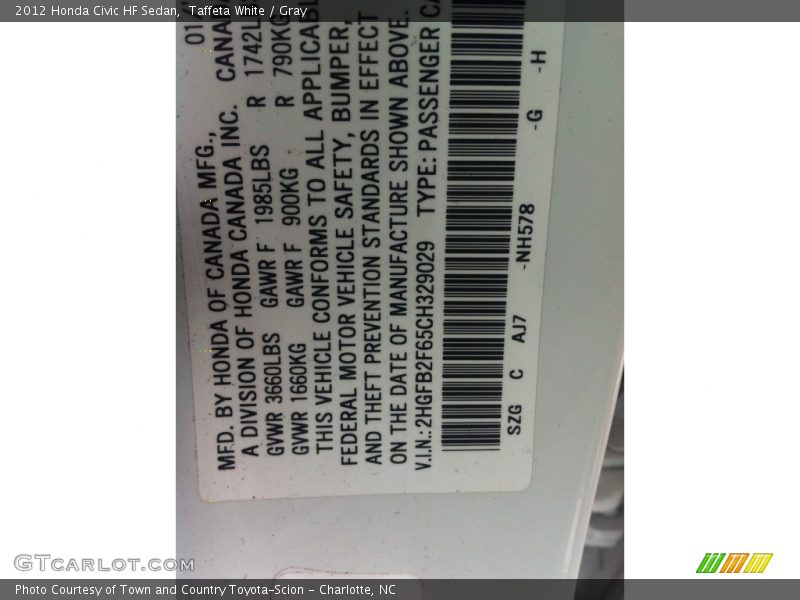 2012 Honda Civic HF Sedan, Taffeta White / Gray
MFD. BY HONDA OF CANADA MFG.,
A DIVISION OF HONDA CANADA INC.
GVWR 3660LBS GAWR F 1985LBS R
GVWR 1660KG GAWR F 900KG R 790KG
THIS VEHICLE CONFORMS TO ALL
FEDERAL MOTOR VEHICLE SAFETY, BUMPER,
AND THEFT PREVENTION STANDARDS IN EFFECT
ON THE DATE OF MANUFACTURE SHOWN ABOVE.
V.I.N.: 2HGFB2F65CH329029 TYPE: PASSENGER
SZG C AJ7 -NH578 -G -H
GTCARLOT.COM
Photo Courtesy of Town and Country Toyota-Scion - Charlotte, NC